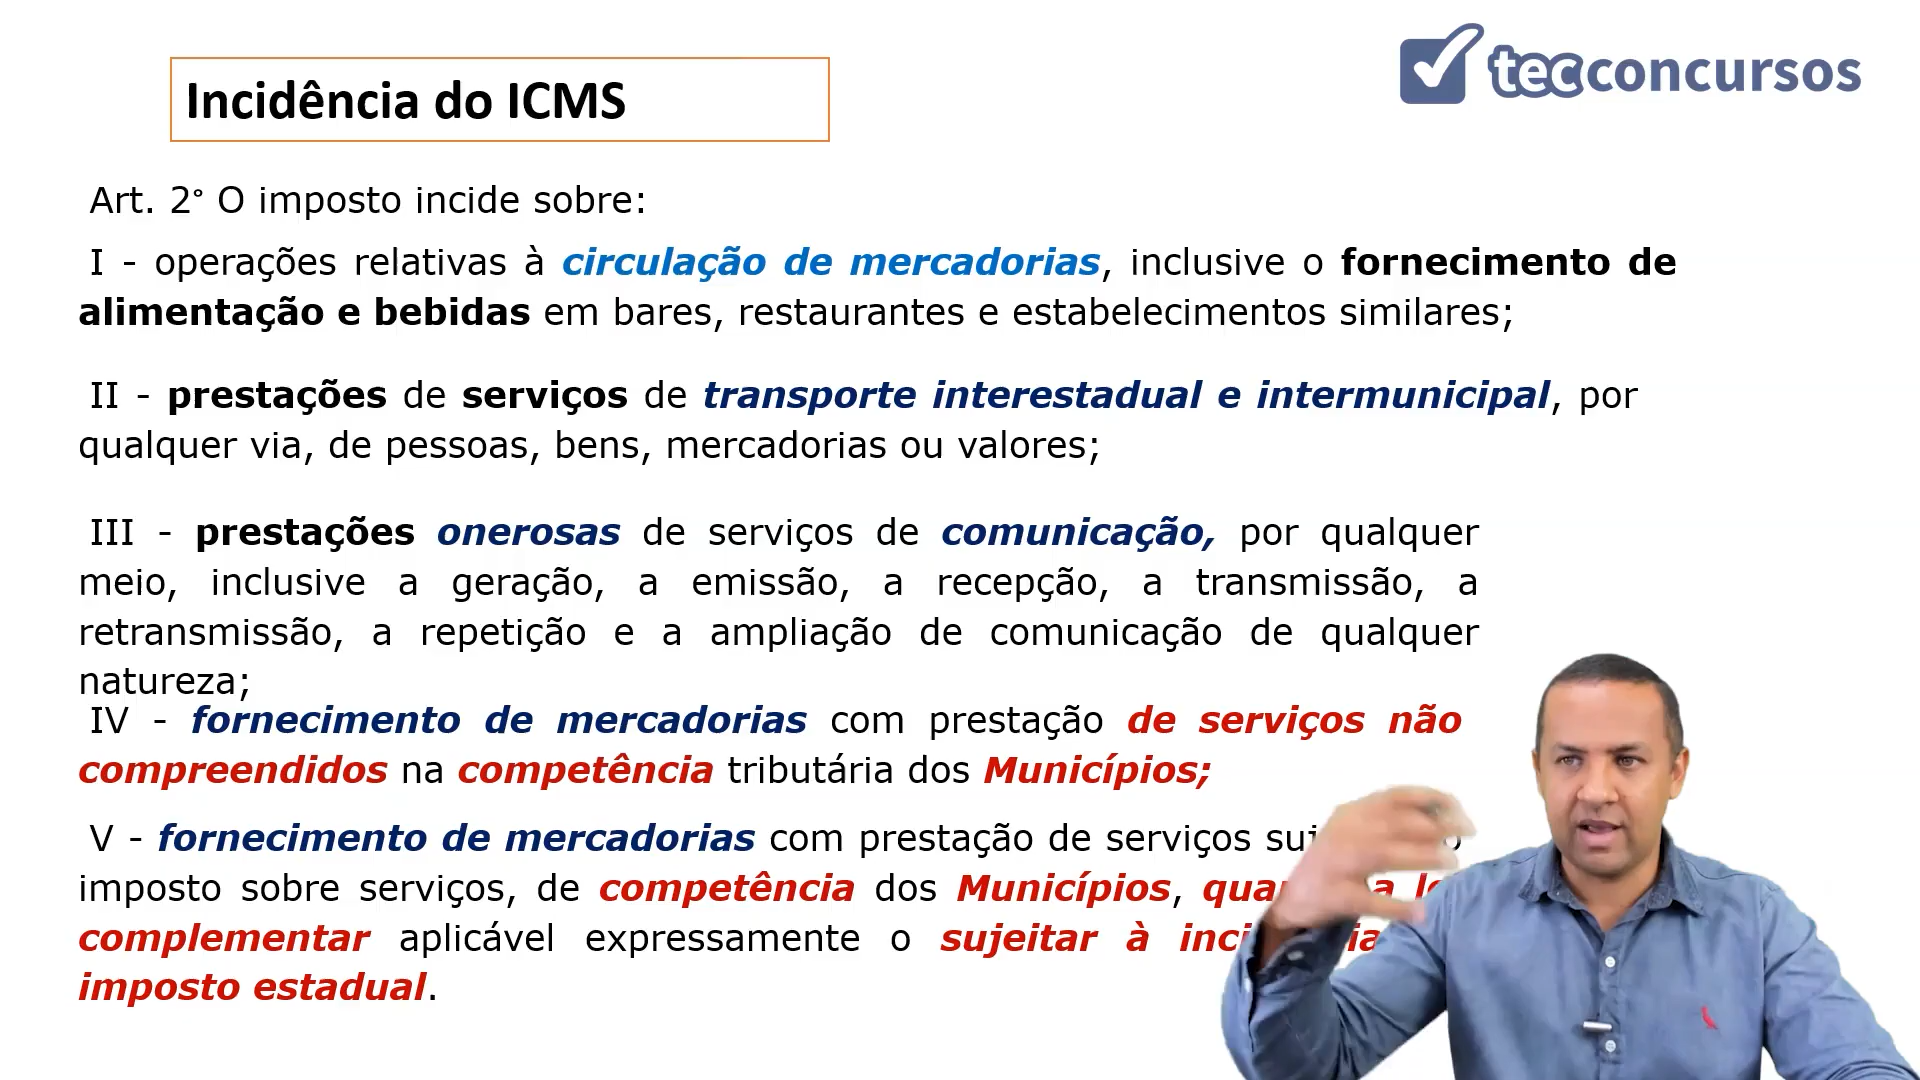 tecconcursos
Incidência do ICMS
Art. 2° O imposto incide sobre:
I - operações relativas à circulação de mercadorias, inclusive o fornecimento de
alimentação e bebidas em bares, restaurantes e estabelecimentos similares;
II - prestações de serviços de transporte interestadual e intermunicipal, por
qualquer via, de pessoas, bens, mercadorias ou valores;
III - prestações onerosas de serviços de comunicação, por qualquer
meio, inclusive a geração, a emissão, a recepção, a transmissão, a
retransmissão, a repetição e a ampliação de comunicação de qualquer
natureza;
IV - fornecimento de mercadorias com prestação de serviços não
compreendidos na competência tributária dos Municípios;
V - fornecimento de mercadorias com prestação de serviços
imposto sobre serviços, de competência dos Municípios, a
complementar aplicável expressamente o sujeitar à
imposto estadual.